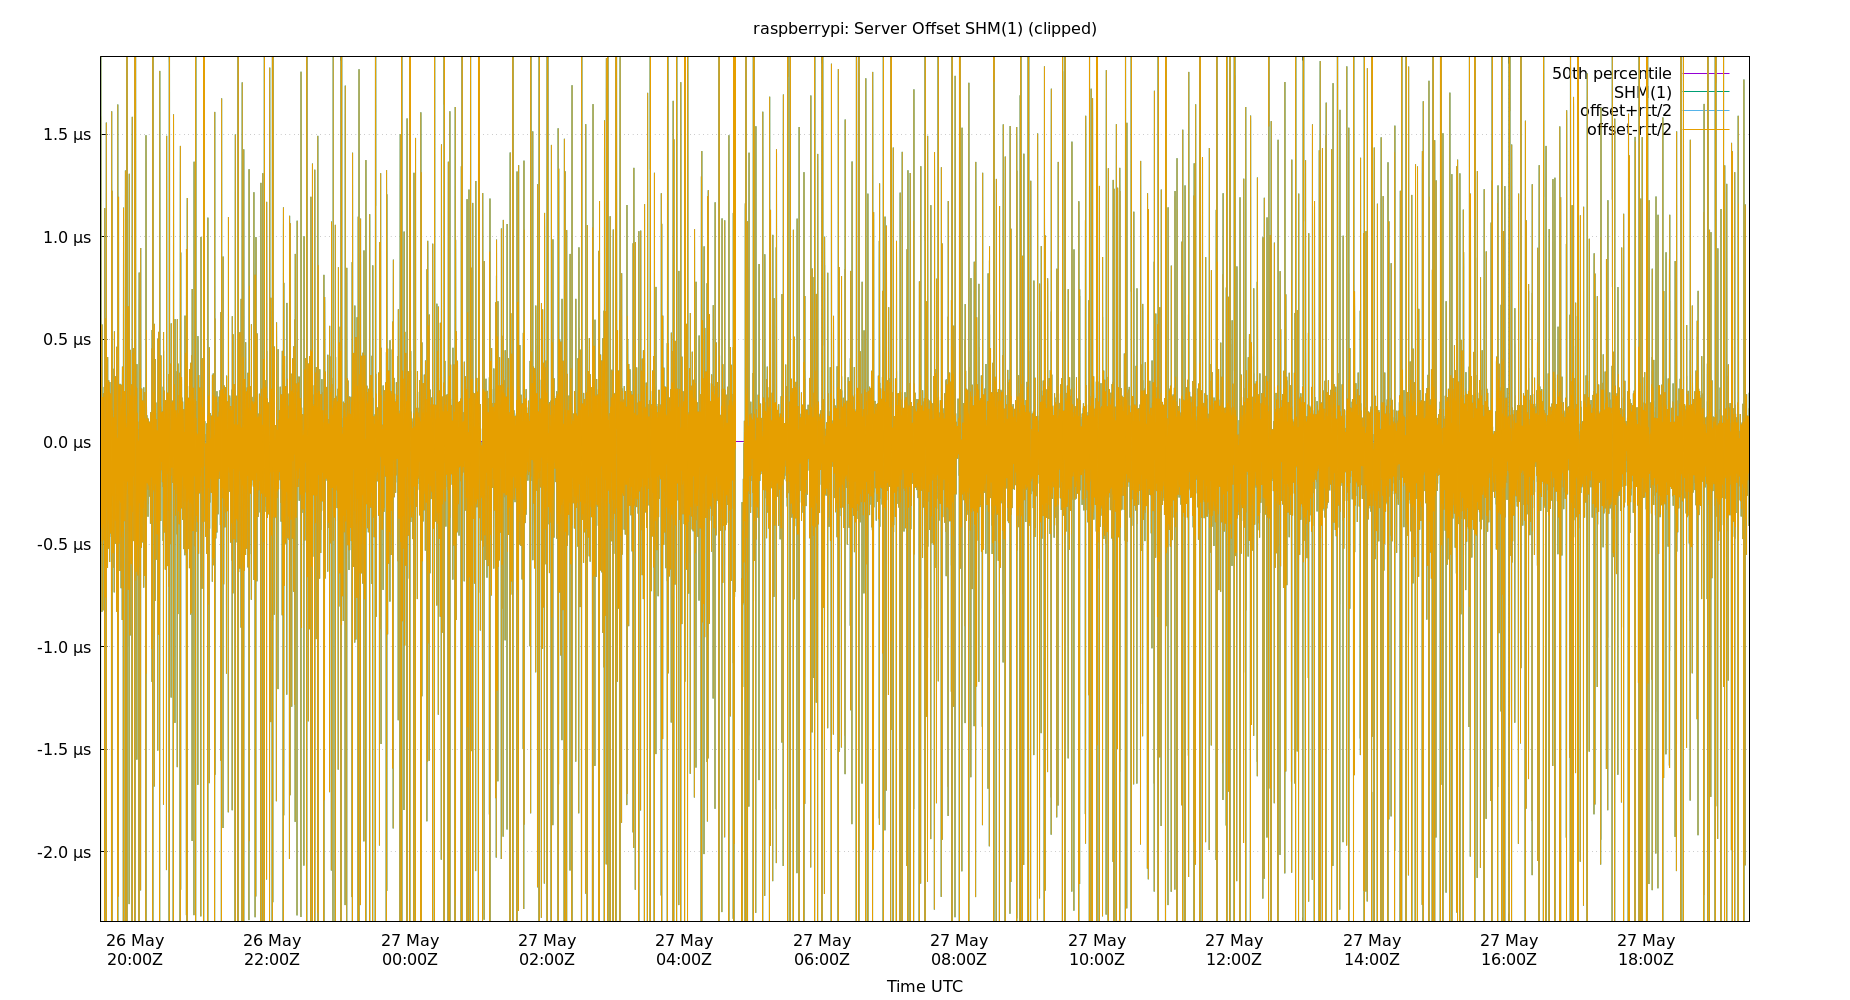 raspberrypi: Server Offset SHM(1) (clipped)
50th percentile
SHM(1)
offset+rtt/2
offset-rtt/2
1.5 µs
1.0 µs
0.5 µs
0.0 µs
-0.5 µs
-1.0 µs
-1.5 µs
-2.0 µs
26 May 26 May 27 May 27 May 27 May 27 May 27 May 27 May 27 May 27 May 27 May 27 May
20:00Z 22:00Z 00:00Z 02:00Z 04:00Z 06:00Z 08:00Z 10:00Z 12:00Z 14:00Z 16:00Z 18:00Z
Time UTC